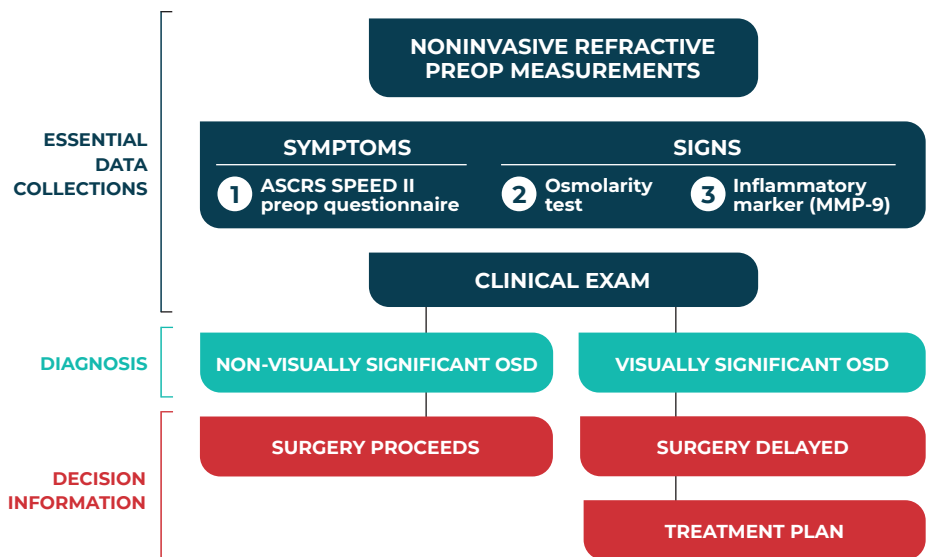 NONINVASIVE REFRACTIVE
PREOP MEASUREMENTS
ESSENTIAL
DATA
COLLECTIONS
SYMPTOMS
1 ASCRS SPEED II
preop questionnaire
SIGNS
2 Osmolarity
test
3 Inflammatory
marker (MMP-9)
CLINICAL EXAM
DIAGNOSIS
NON-VISUALLY SIGNIFICANT OSD
VISUALLY SIGNIFICANT OSD
DECISION
INFORMATION
SURGERY PROCEEDS
SURGERY DELAYED
TREATMENT PLAN